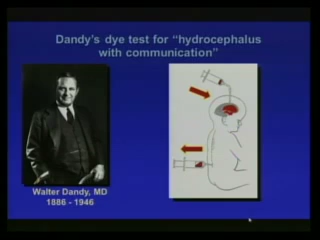 Dandy's dye test for “hydrocephalus
with communication”
Walter Dandy, MD
1886 - 1946